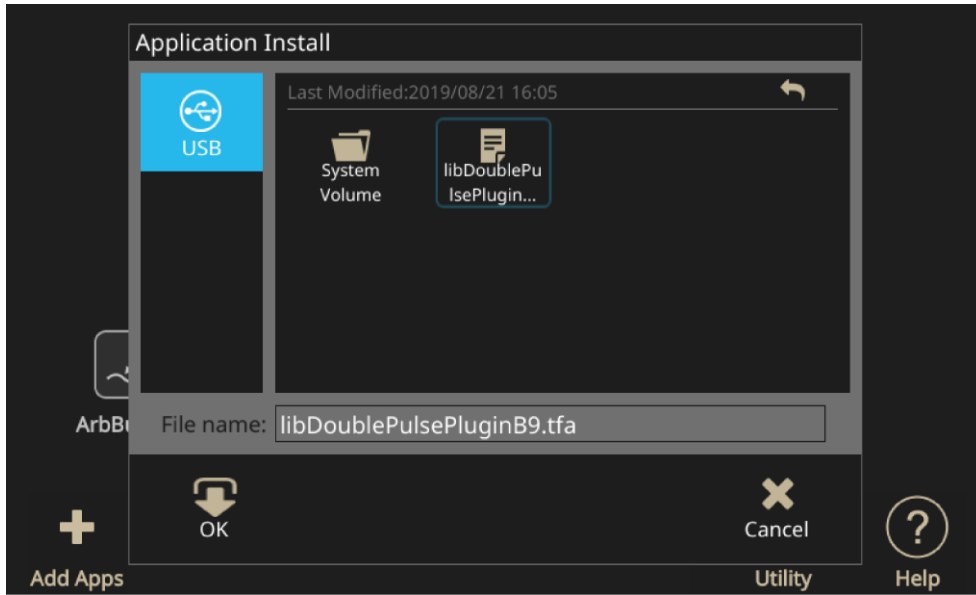 Application Install
USB
Last Modified:2019/08/21 16:05
System
Volume
libDoublePu
lsePlugin...
ArbBu
File name: libDoublePulsePluginB9.tfa
OK
Cancel
Add Apps
Utility
? Help